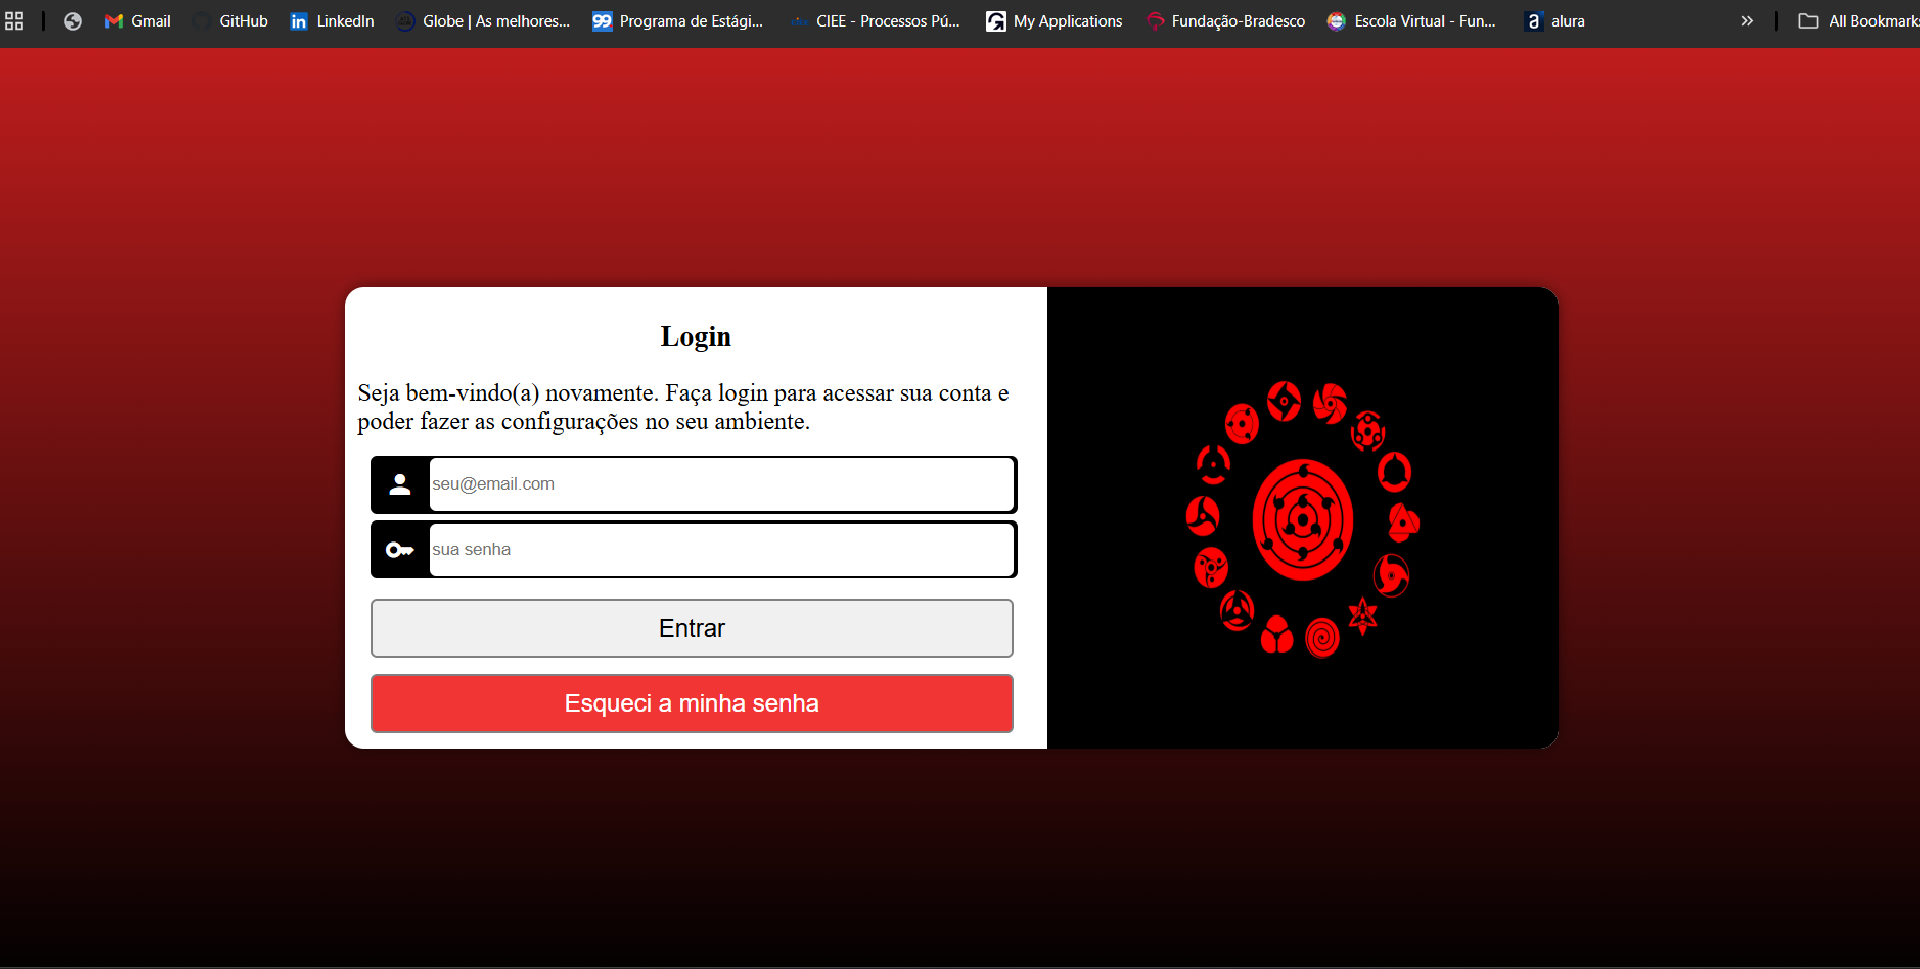 Gmail GitHub LinkedIn Globe | As melhores... 99 Programa de Estági... CIEE - Processos Pú... My Applications Fundação-Bradesco Escola Virtual - Fun... a alura » All Bookmarks
Login
Seja bem-vindo(a) novamente. Faça login para acessar sua conta e
poder fazer as configurações no seu ambiente.
seu@email.com
sua senha
Entrar
Esqueci a minha senha